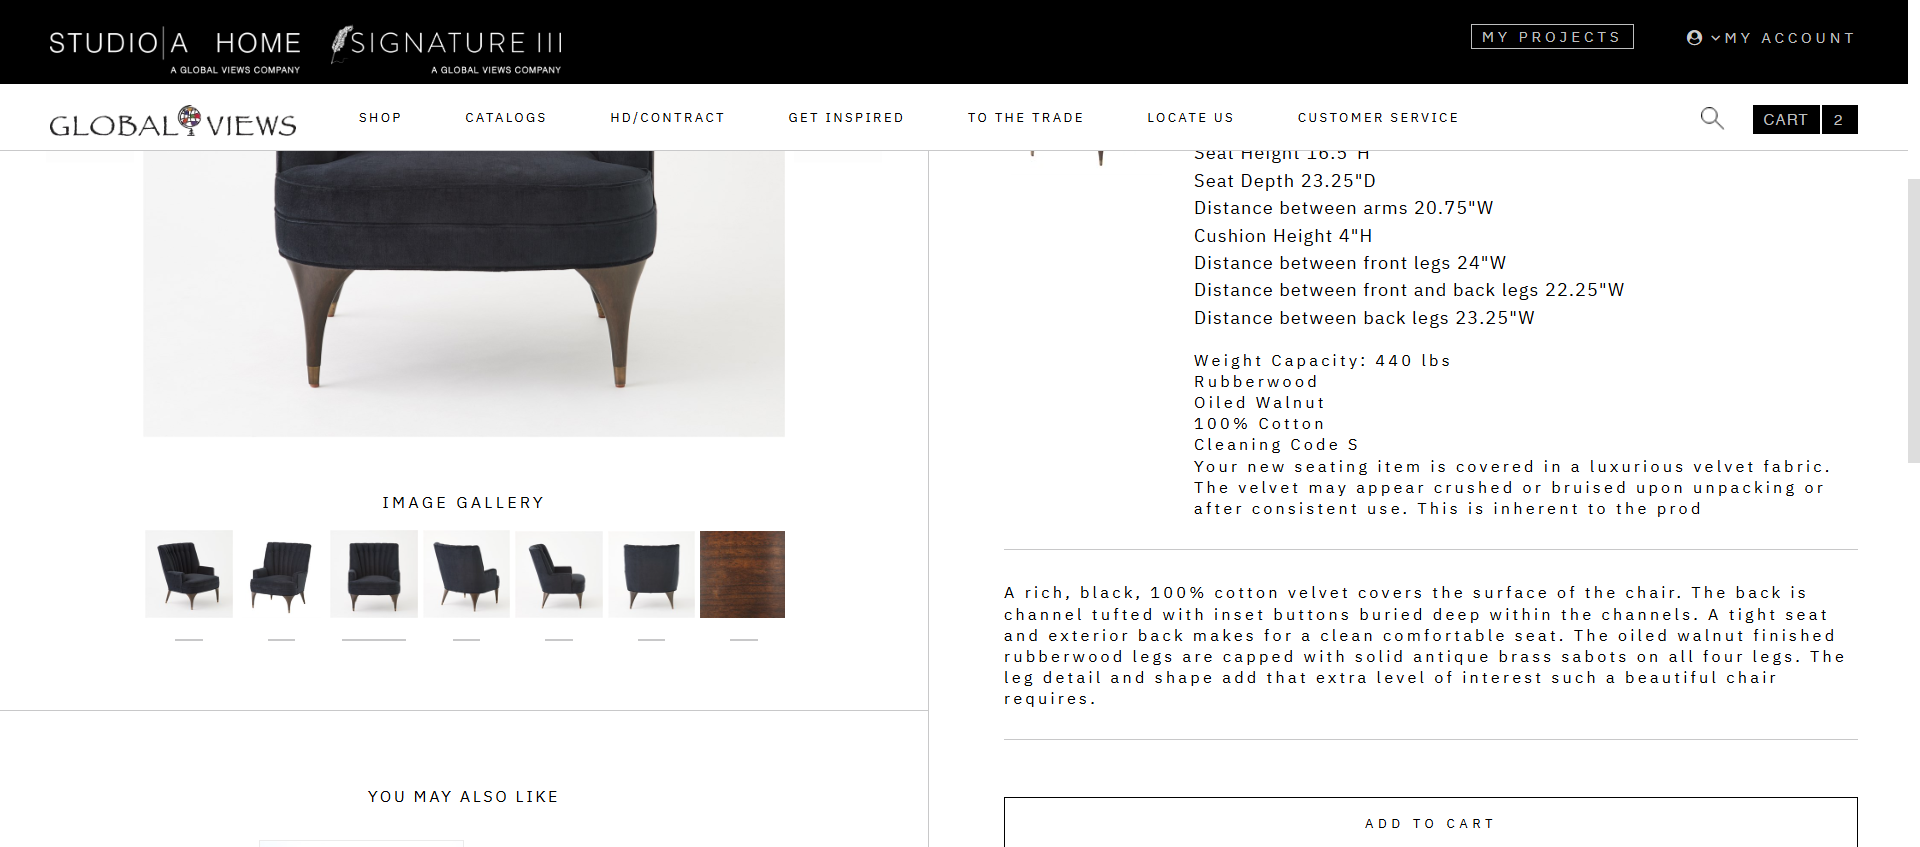 STUDIO|A HOME
A GLOBAL VIEWS COMPANY
SIGNATURE III
A GLOBAL VIEWS COMPANY
MY PROJECTS
MY ACCOUNT
GLOBAL VIEWS
SHOP
CATALOGS
HD/CONTRACT
GET INSPIRED
TO THE TRADE
LOCATE US
CUSTOMER SERVICE
CART 2
Seat Height 16.5"H
Seat Depth 23.25"D
Distance between arms 20.75"W
Cushion Height 4"H
Distance between front legs 24"W
Distance between front and back legs 22.25"W
Distance between back legs 23.25"W
Weight Capacity: 440 lbs
Rubberwood
Oiled Walnut
100% Cotton
Cleaning Code S
Your new seating item is covered in a luxurious velvet fabric.
The velvet may appear crushed or bruised upon unpacking or
after consistent use. This is inherent to the prod
IMAGE GALLERY
A rich, black, 100% cotton velvet covers the surface of the chair. The back is
channel tufted with inset buttons buried deep within the channels. A tight seat
and exterior back makes for a clean comfortable seat. The oiled walnut finished
rubberwood legs are capped with solid antique brass sabots on all four legs. The
leg detail and shape add that extra level of interest such a beautiful chair
requires.
YOU MAY ALSO LIKE
ADD TO CART